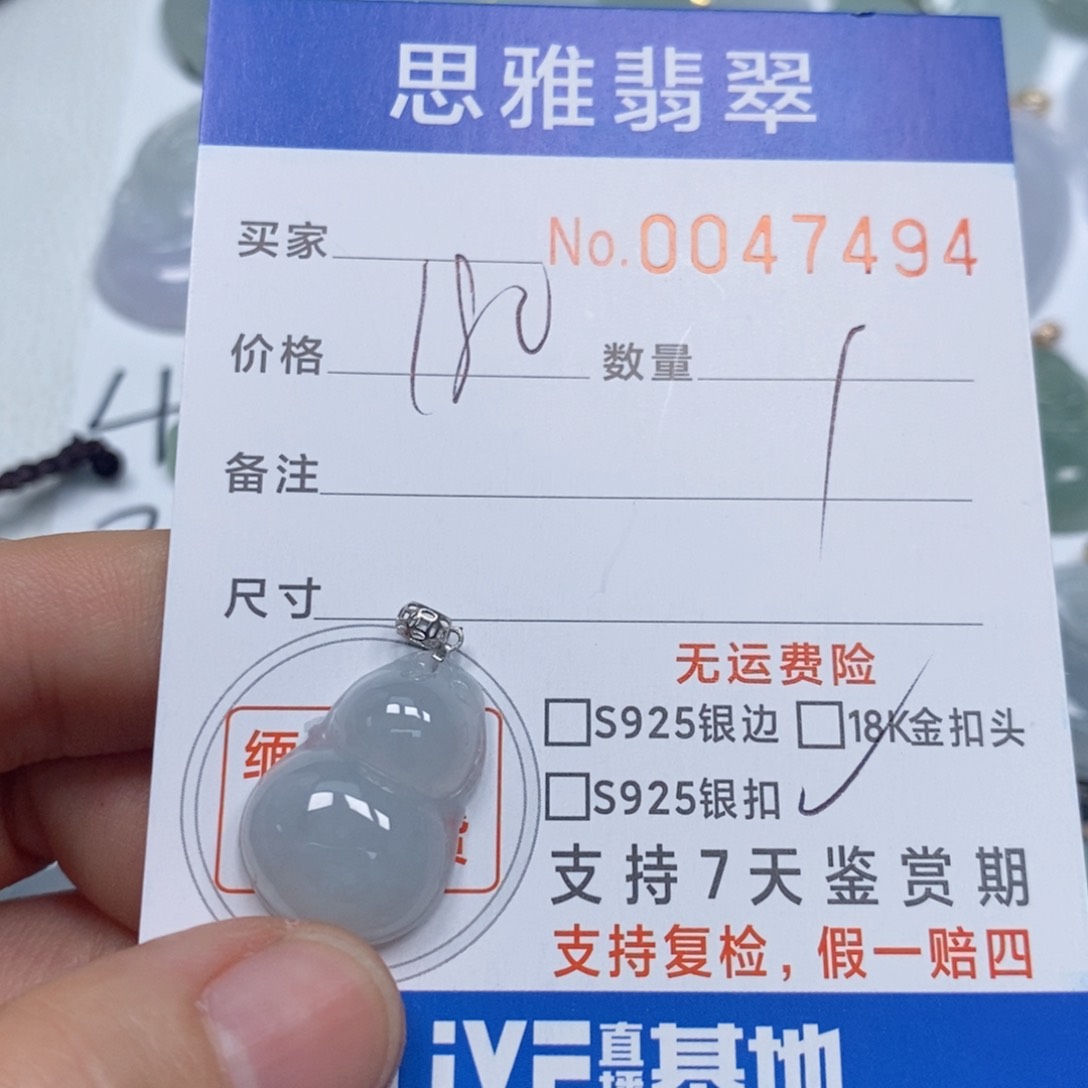 思雅翡翠
买家 No.0047494
价格 180 数量 1
备注
尺寸
无运费险
□S925银边 □18K金扣头
□S925银扣 ✓
缅
货
支持7天鉴赏期
支持复检，假一赔四
直播基地
4